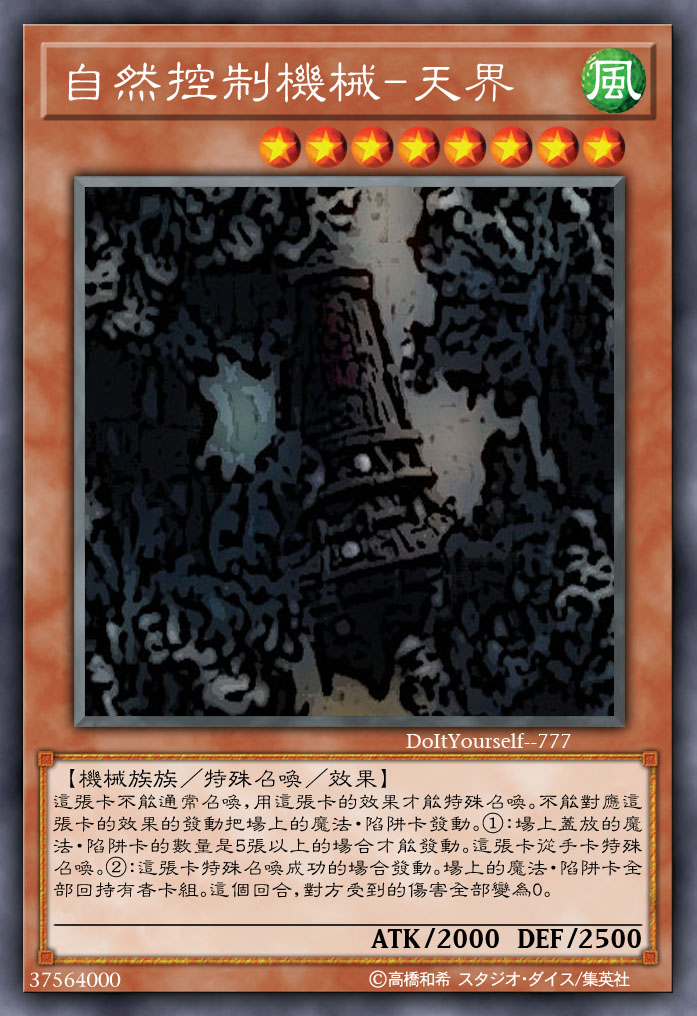 自然控制機械-天界
風
DoItYourself--777
【機械族族／特殊召喚／效果】
這張卡不能通常召喚,用這張卡的效果才能特殊召喚。不能對應這
張卡的效果的發動把場上的魔法·陷阱卡發動。①:場上蓋放的魔
法·陷阱卡的數量是5張以上的場合才能發動。這張卡從手卡特殊
召喚。②:這張卡特殊召喚成功的場合發動。場上的魔法·陷阱卡全
部回持有者卡組。這個回合,對方受到的傷害全部變為0。
ATK/2000 DEF/2500
37564000
©高橋和希 スタジオ·ダイス/集英社